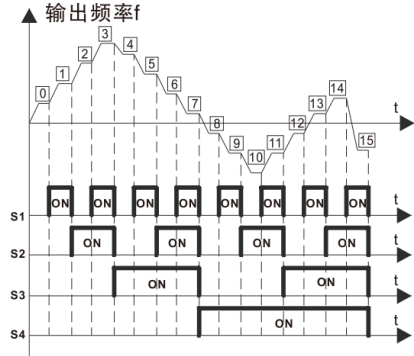 输出频率f
3
2
4
1
5
14
0
6
13
7
t
8
12
9
11
15
10
t
ON ON ON ON ON ON ON ON
S1
t
ON ON ON ON
S2
t
ON ON
S3
t
ON
S4